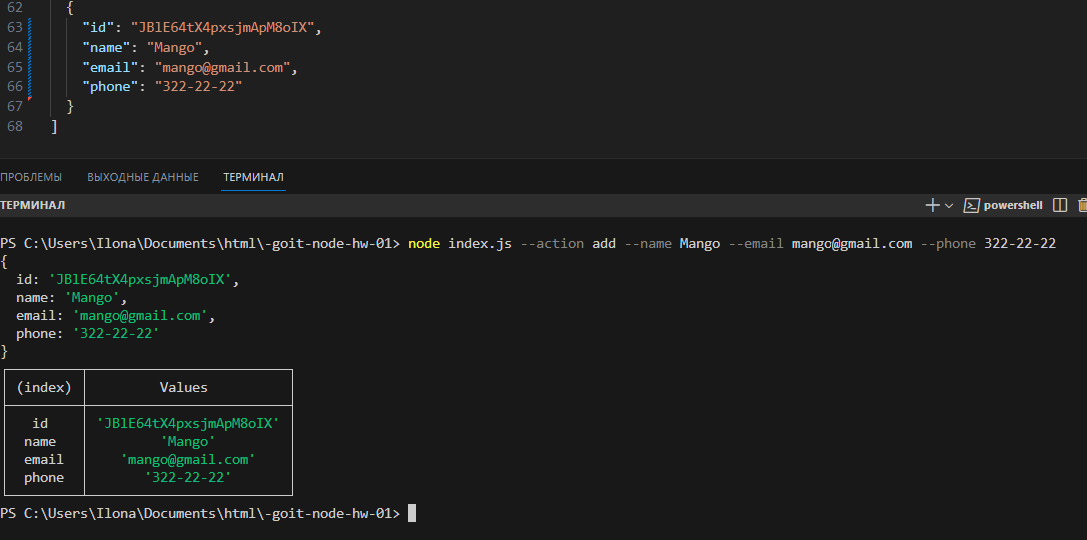 62 {
63 "id": "JBlE64tX4pxsjmApM8oIX",
64 "name": "Mango",
65 "email": "mango@gmail.com",
66 "phone": "322-22-22"
67 }
68 ]
ПРОБЛЕМЫ ВЫХОДНЫЕ ДАННЫЕ ТЕРМИНАЛ
ТЕРМИНАЛ powershell
PS C:\Users\Ilona\Documents\html\-goit-node-hw-01> node index.js --action add --name Mango --email mango@gmail.com --phone 322-22-22
{
id: 'JBlE64tX4pxsjmApM8oIX',
name: 'Mango',
email: 'mango@gmail.com',
phone: '322-22-22'
}
(index) Values
id 'JBlE64tX4pxsjmApM8oIX'
name 'Mango'
email 'mango@gmail.com'
phone '322-22-22'
PS C:\Users\Ilona\Documents\html\-goit-node-hw-01>